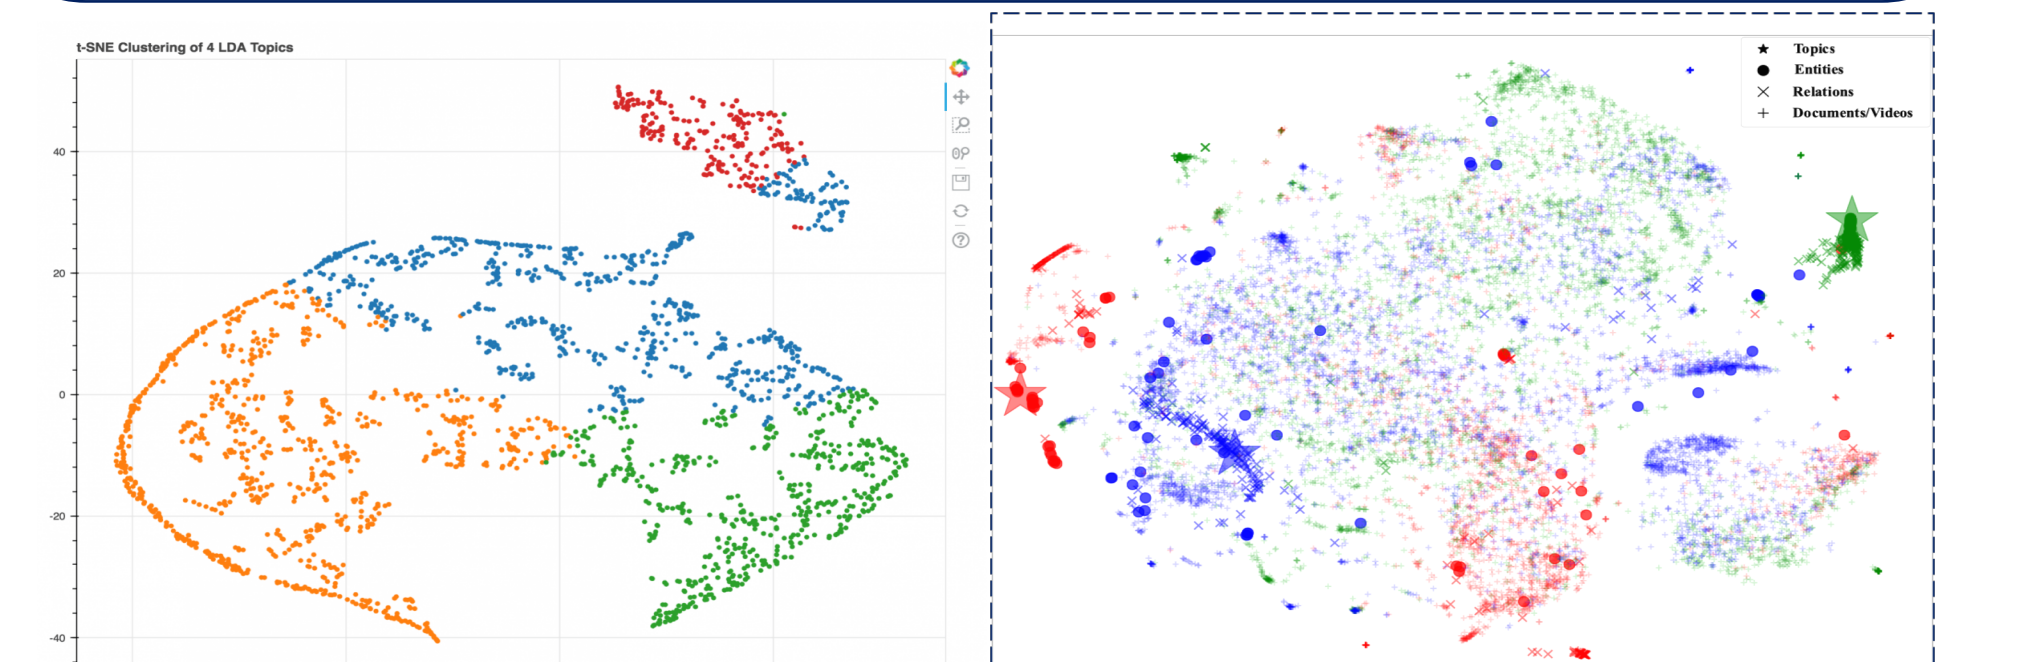 t-SNE Clustering of 4 LDA Topics
40
20
0
-20
-40
Topics
Entities
Relations
Documents/Videos